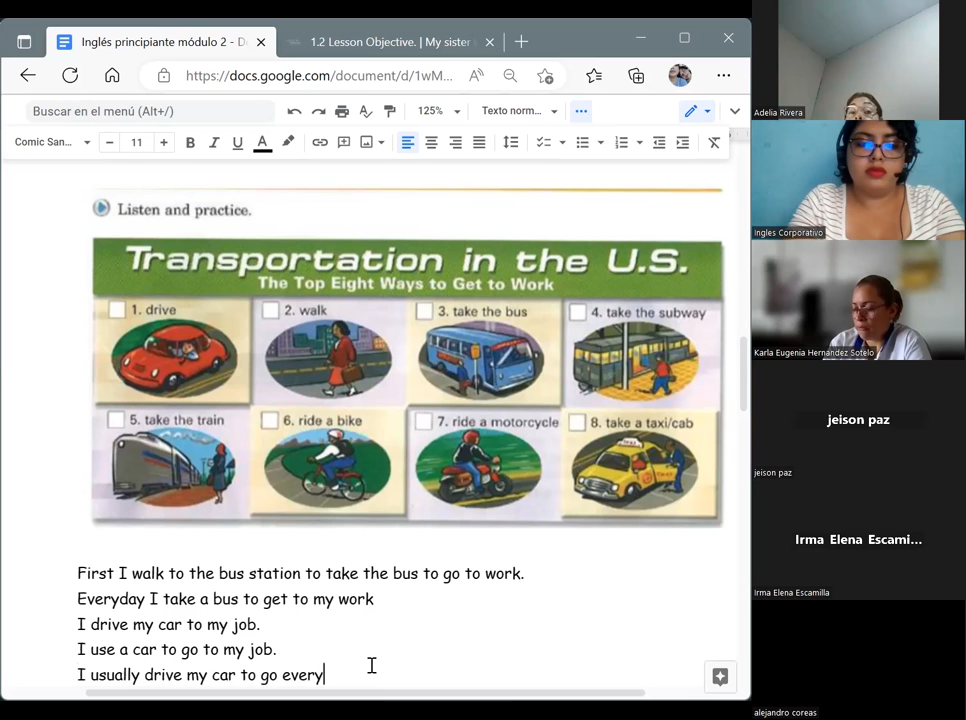 Inglés principiante módulo 2 - D
1.2 Lesson Objective. | My sister
https://docs.google.com/document/d/1wM...
Buscar en el menú (Alt+/)
125%
Texto norm...
Comic San...
11
Listen and practice.
Transportation in the U.S.
The Top Eight Ways to Get to Work
1. drive
2. walk
3. take the bus
4. take the subway
5. take the train
6. ride a bike
7. ride a motorcycle
8. take a taxi/cab
TAXI
First I walk to the bus station to take the bus to go to work.
Everyday I take a bus to get to my work
I drive my car to my job.
I use a car to go to my job.
I usually drive my car to go every
Adelia Rivera
Ingles Corporativo
Karla Eugenia Hernández Sotelo
jeison paz
jeison paz
Irma Elena Escami...
Irma Elena Escamilla
alejandro coreas